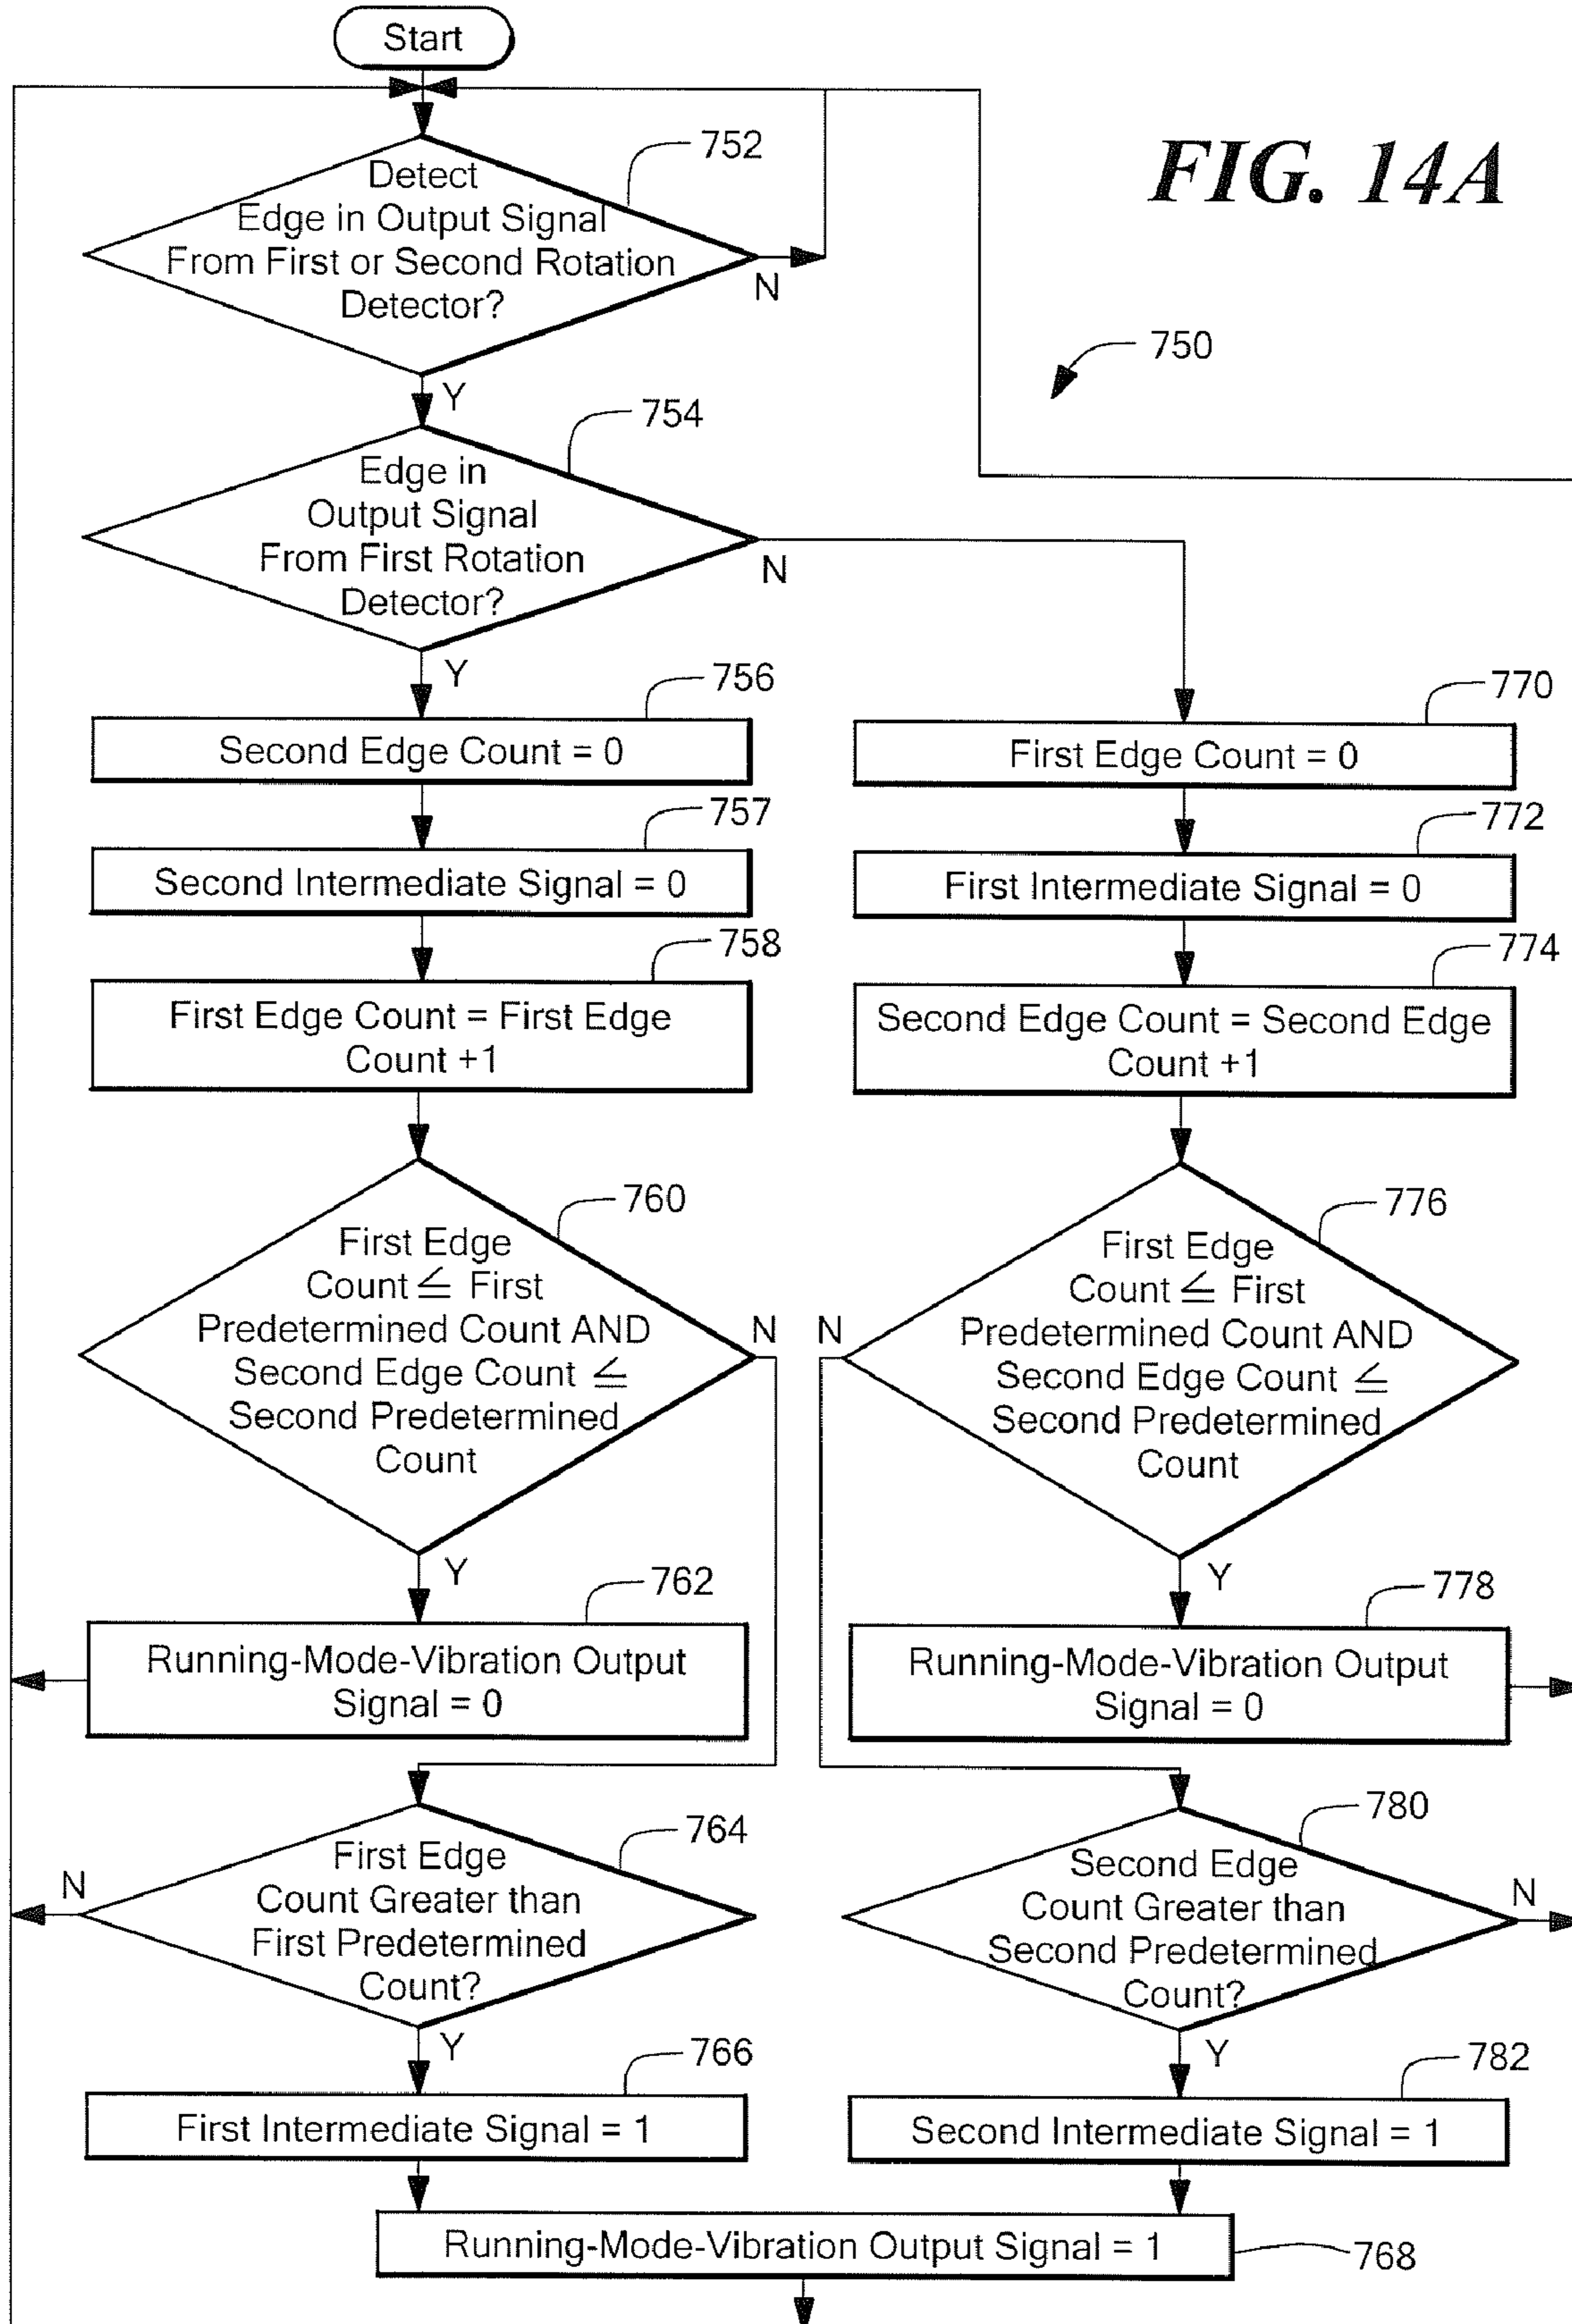 Start
FIG. 14A
752
Detect
Edge in Output Signal
From First or Second Rotation
Detector?
N
750
Y
754
Edge in
Output Signal
From First Rotation
Detector?
N
Y
756
Second Edge Count = 0
757
Second Intermediate Signal = 0
758
First Edge Count = First Edge
Count +1
760
First Edge
Count ≤ First
Predetermined Count AND
Second Edge Count ≤
Second Predetermined
Count
N
Y
762
Running-Mode-Vibration Output
Signal = 0
764
First Edge
Count Greater than
First Predetermined
Count?
N
Y
766
First Intermediate Signal = 1
770
First Edge Count = 0
772
First Intermediate Signal = 0
774
Second Edge Count = Second Edge
Count +1
776
First Edge
Count ≤ First
Predetermined Count AND
Second Edge Count ≤
Second Predetermined
Count
N
Y
778
Running-Mode-Vibration Output
Signal = 0
780
Second Edge
Count Greater than
Second Predetermined
Count?
N
Y
782
Second Intermediate Signal = 1
Running-Mode-Vibration Output Signal = 1
768